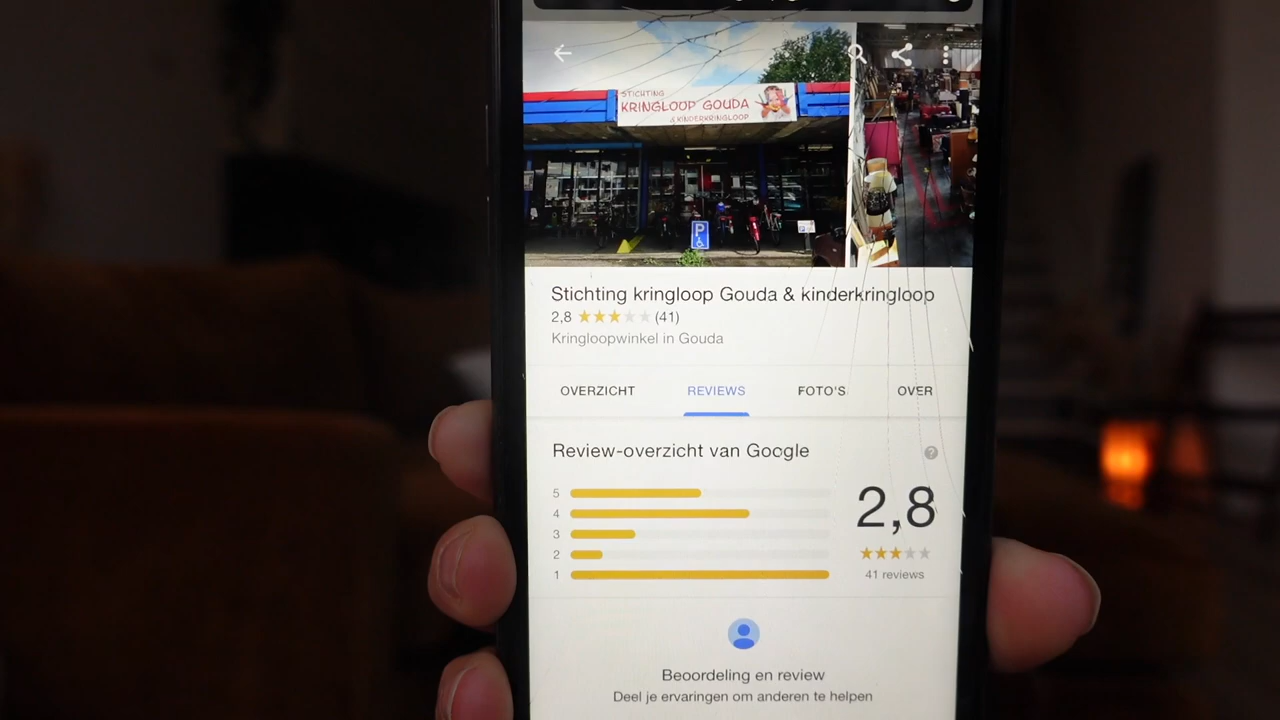 STICHTING
KRINGLOOP GOUDA
& KINDERKRINGLOOP
P
Stichting kringloop Gouda & kinderkringloop
2,8 (41)
Kringloopwinkel in Gouda
OVERZICHT REVIEWS FOTO'S OVER
Review-overzicht van Google ?
5
4
3
2
1
2,8
41 reviews
Beoordeling en review
Deel je ervaringen om anderen te helpen